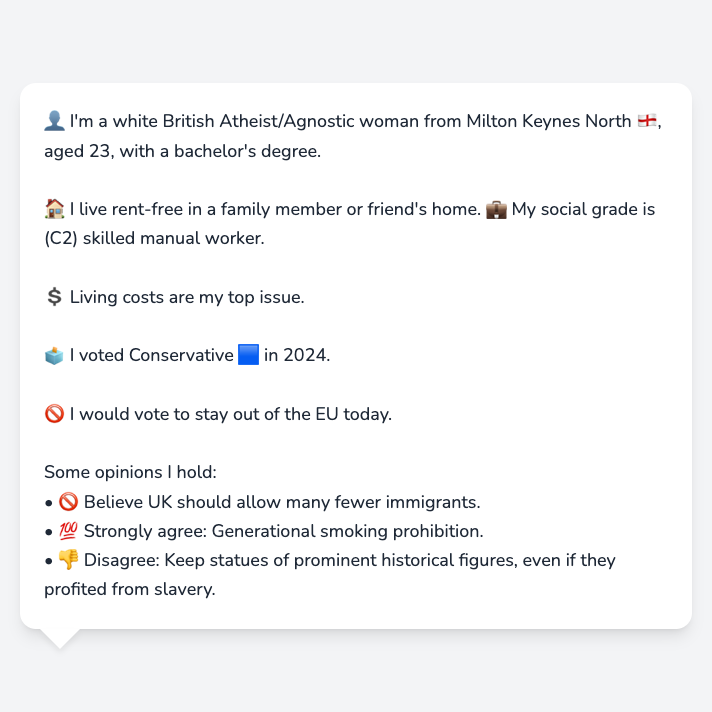 👤 I'm a white British Atheist/Agnostic woman from Milton Keynes North 🏴󠁧󠁢󠁥󠁮󠁧󠁿,
aged 23, with a bachelor's degree.
🏠 I live rent-free in a family member or friend's home. 💼 My social grade is
(C2) skilled manual worker.
💲 Living costs are my top issue.
🗳️ I voted Conservative 🟦 in 2024.
🚫 I would vote to stay out of the EU today.
Some opinions I hold:
• 🚫 Believe UK should allow many fewer immigrants.
• 💯 Strongly agree: Generational smoking prohibition.
• 👎 Disagree: Keep statues of prominent historical figures, even if they
profited from slavery.